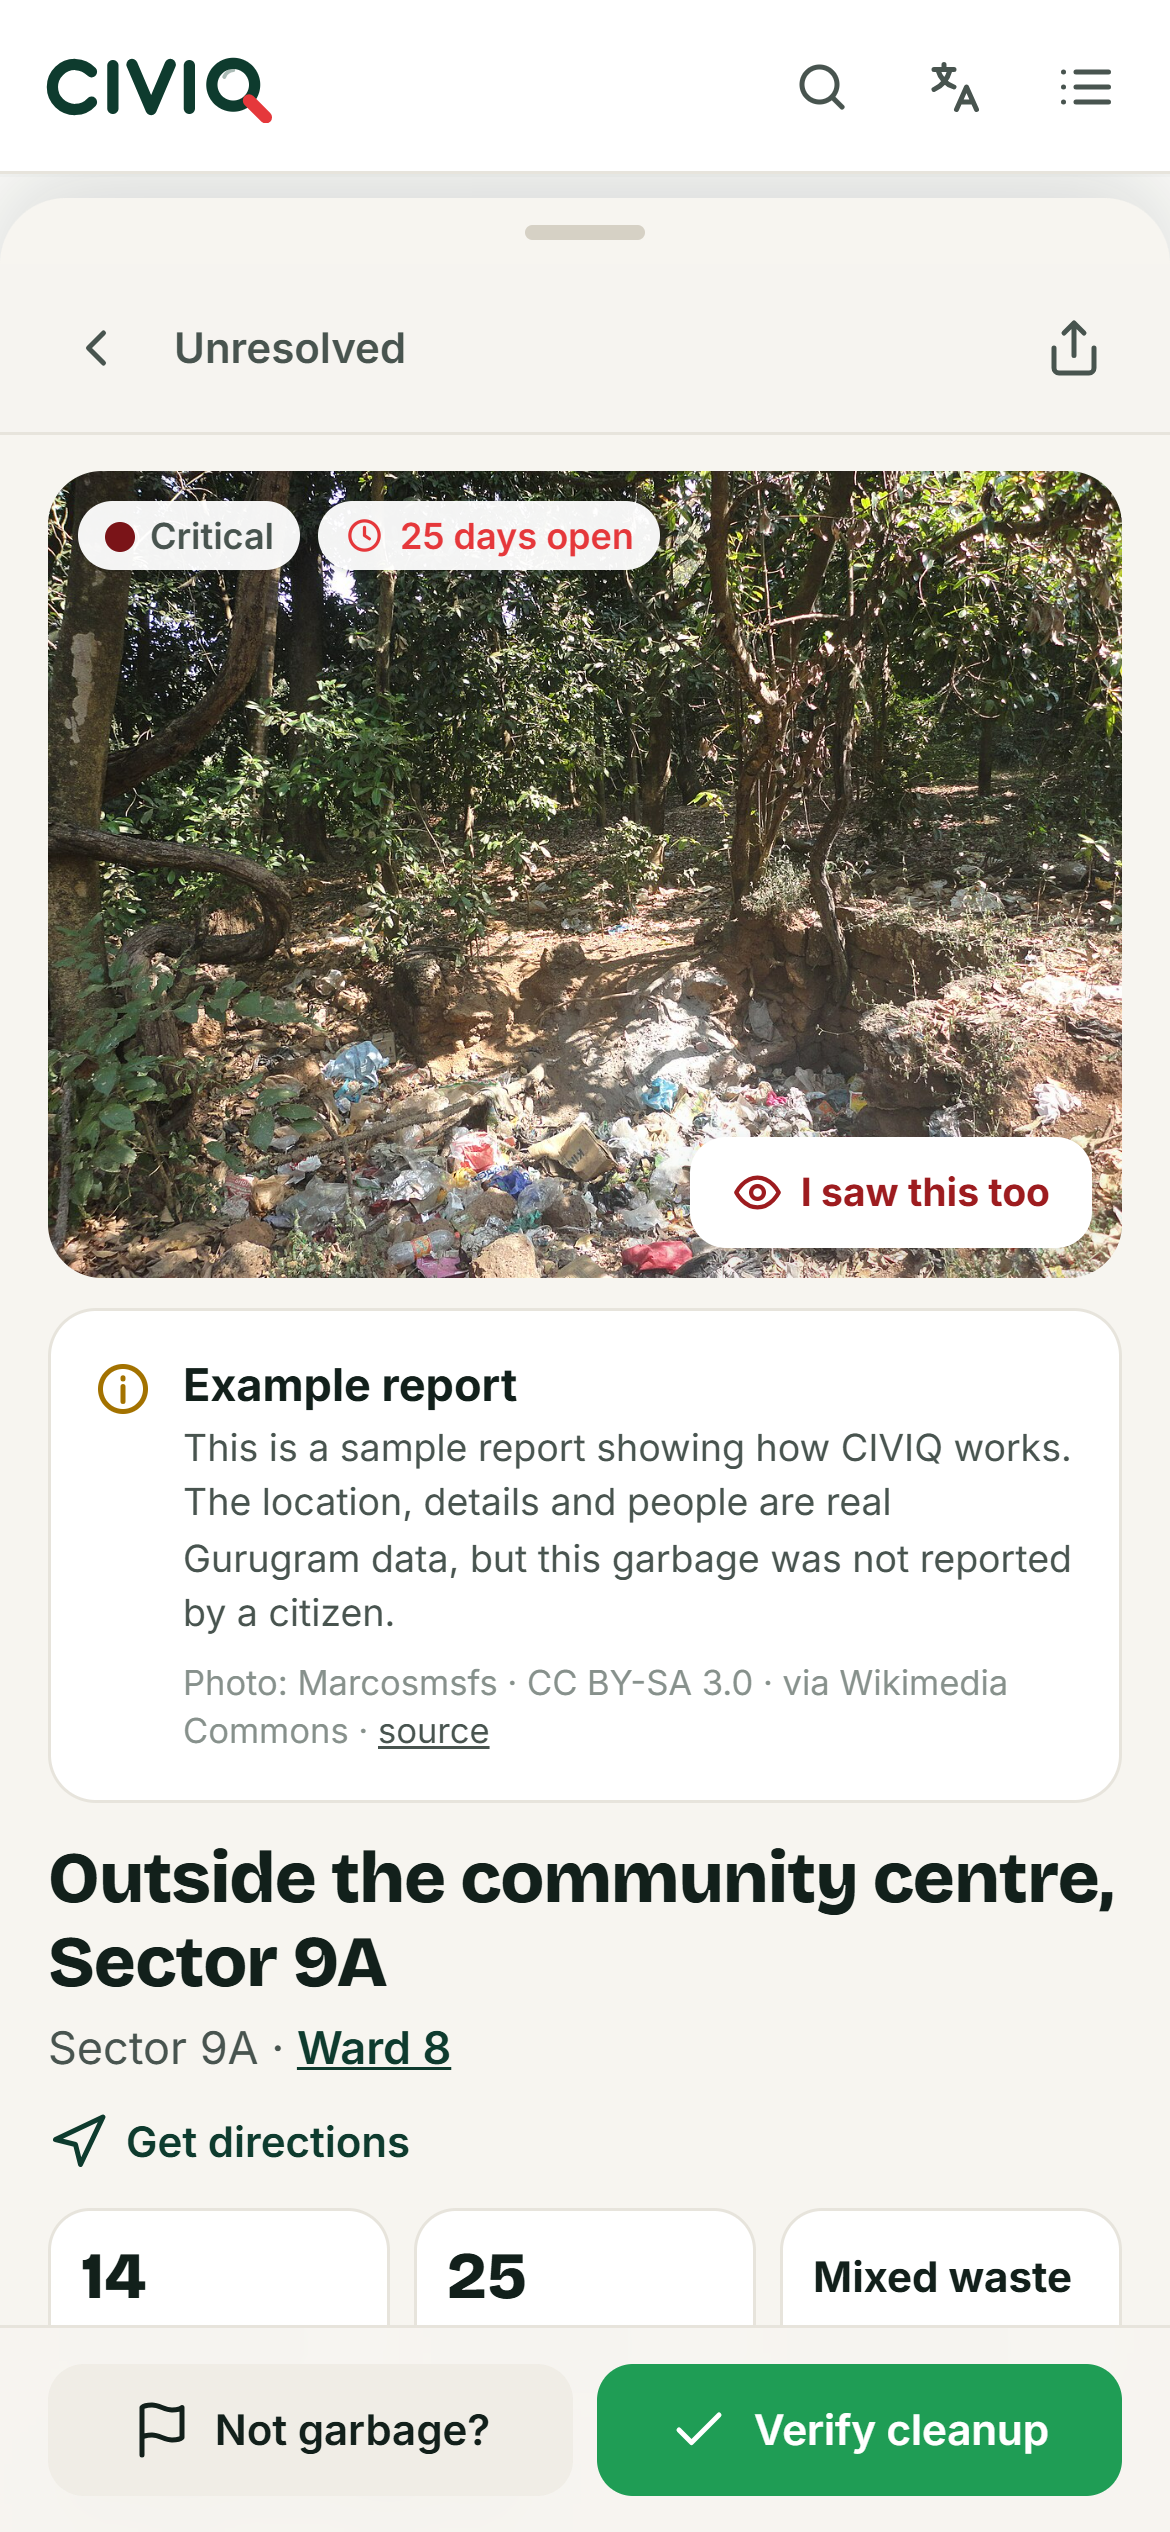 CIVIQ
Unresolved
Critical
25 days open
I saw this too
Example report
This is a sample report showing how CIVIQ works.
The location, details and people are real
Gurugram data, but this garbage was not reported
by a citizen.
Photo: Marcosmsfs · CC BY-SA 3.0 · via Wikimedia
Commons · source
Outside the community centre,
Sector 9A
Sector 9A · Ward 8
Get directions
14
25
Mixed waste
Not garbage?
Verify cleanup